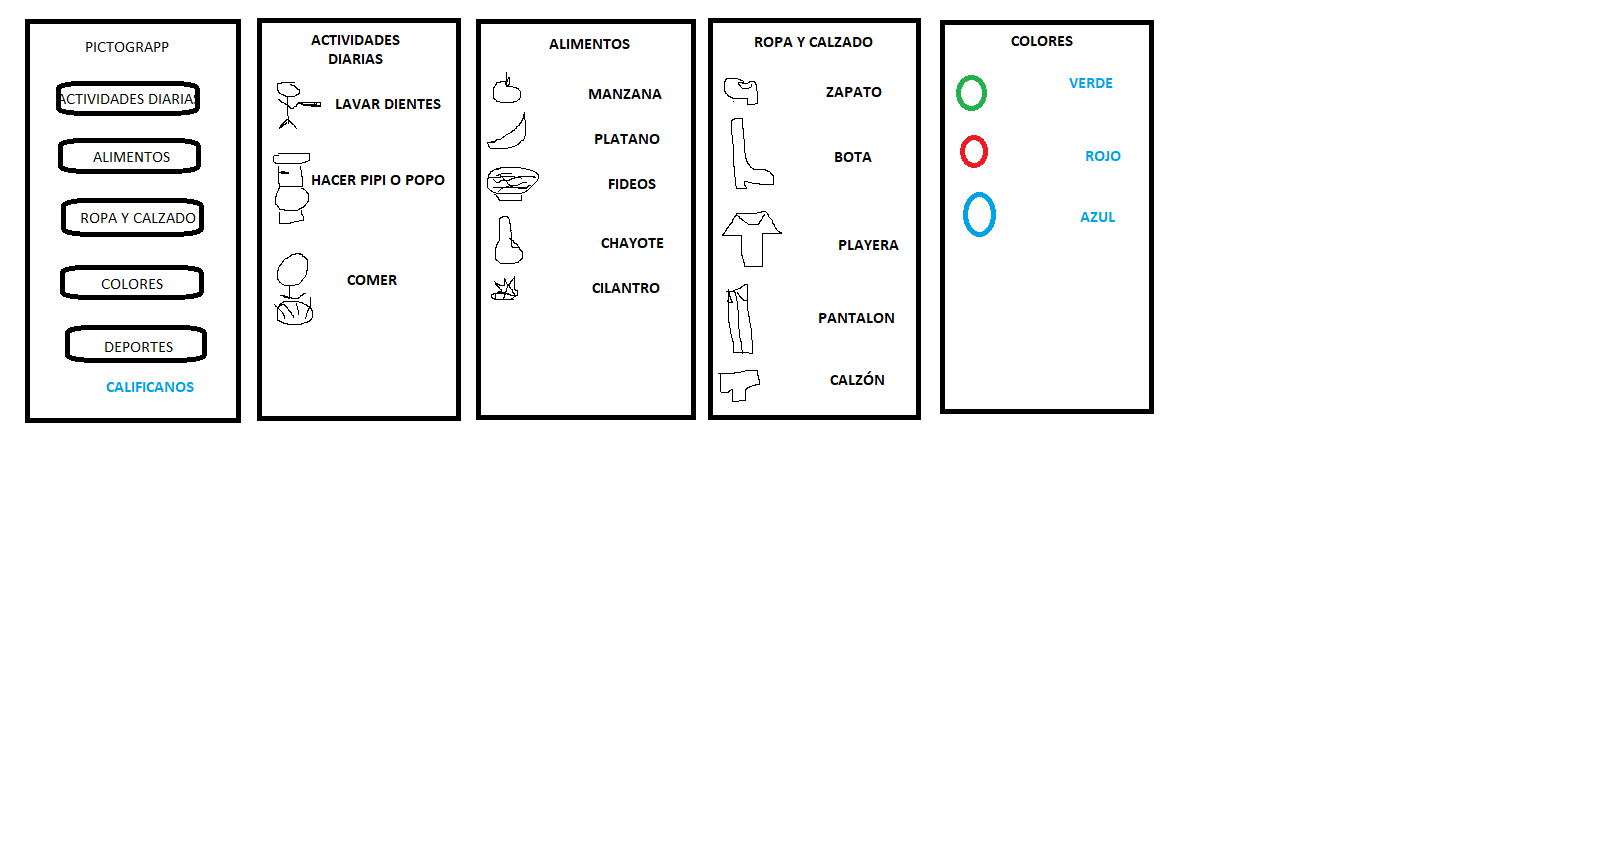 PICTOGRAPP
ACTIVIDADES DIARIAS
ALIMENTOS
ROPA Y CALZADO
COLORES
DEPORTES
CALIFICANOS
ACTIVIDADES
DIARIAS
LAVAR DIENTES
HACER PIPI O POPO
COMER
ALIMENTOS
MANZANA
PLATANO
FIDEOS
CHAYOTE
CILANTRO
ROPA Y CALZADO
ZAPATO
BOTA
PLAYERA
PANTALON
CALZÓN
COLORES
VERDE
ROJO
AZUL